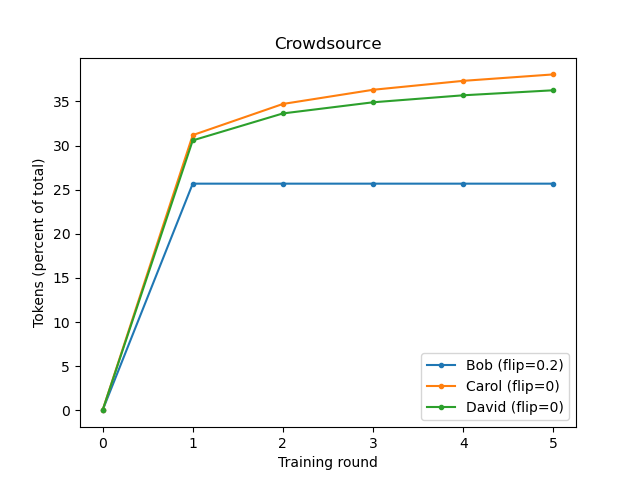 Crowdsource
Tokens (percent of total)
35
30
25
20
15
10
5
0
0 1 2 3 4 5
Training round
Bob (flip=0.2)
Carol (flip=0)
David (flip=0)